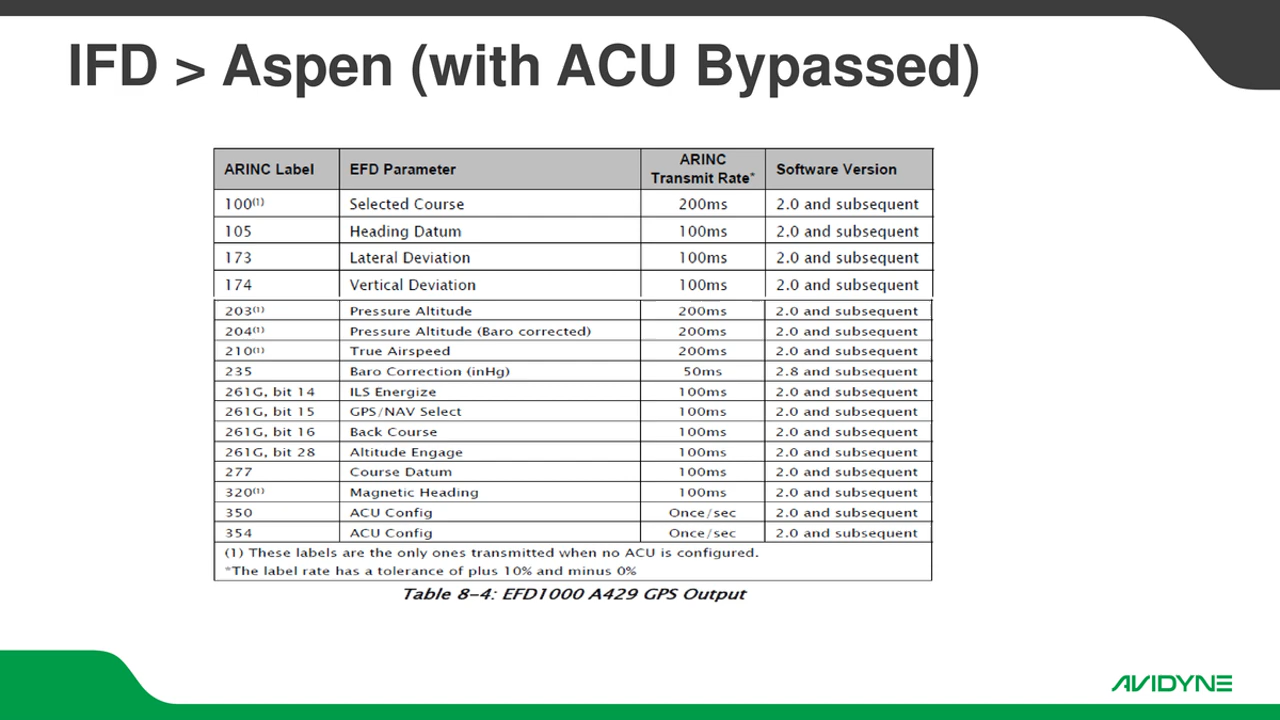 IFD > Aspen (with ACU Bypassed)
ARINC Label EFD Parameter ARINC Transmit Rate* Software Version
100(1) Selected Course 200ms 2.0 and subsequent
105 Heading Datum 100ms 2.0 and subsequent
173 Lateral Deviation 100ms 2.0 and subsequent
174 Vertical Deviation 100ms 2.0 and subsequent
203(1) Pressure Altitude 200ms 2.0 and subsequent
204(1) Pressure Altitude (Baro corrected) 200ms 2.0 and subsequent
210(1) True Airspeed 200ms 2.0 and subsequent
235 Baro Correction (inHg) 50ms 2.8 and subsequent
261G, bit 14 ILS Energize 100ms 2.0 and subsequent
261G, bit 15 GPS/NAV Select 100ms 2.0 and subsequent
261G, bit 16 Back Course 100ms 2.0 and subsequent
261G, bit 28 Altitude Engage 100ms 2.0 and subsequent
277 Course Datum 100ms 2.0 and subsequent
320(1) Magnetic Heading 100ms 2.0 and subsequent
350 ACU Config Once/sec 2.0 and subsequent
354 ACU Config Once/sec 2.0 and subsequent
(1) These labels are the only ones transmitted when no ACU is configured.
*The label rate has a tolerance of plus 10% and minus 0%
Table 8-4: EFD1000 A429 GPS Output
AVIDYNE